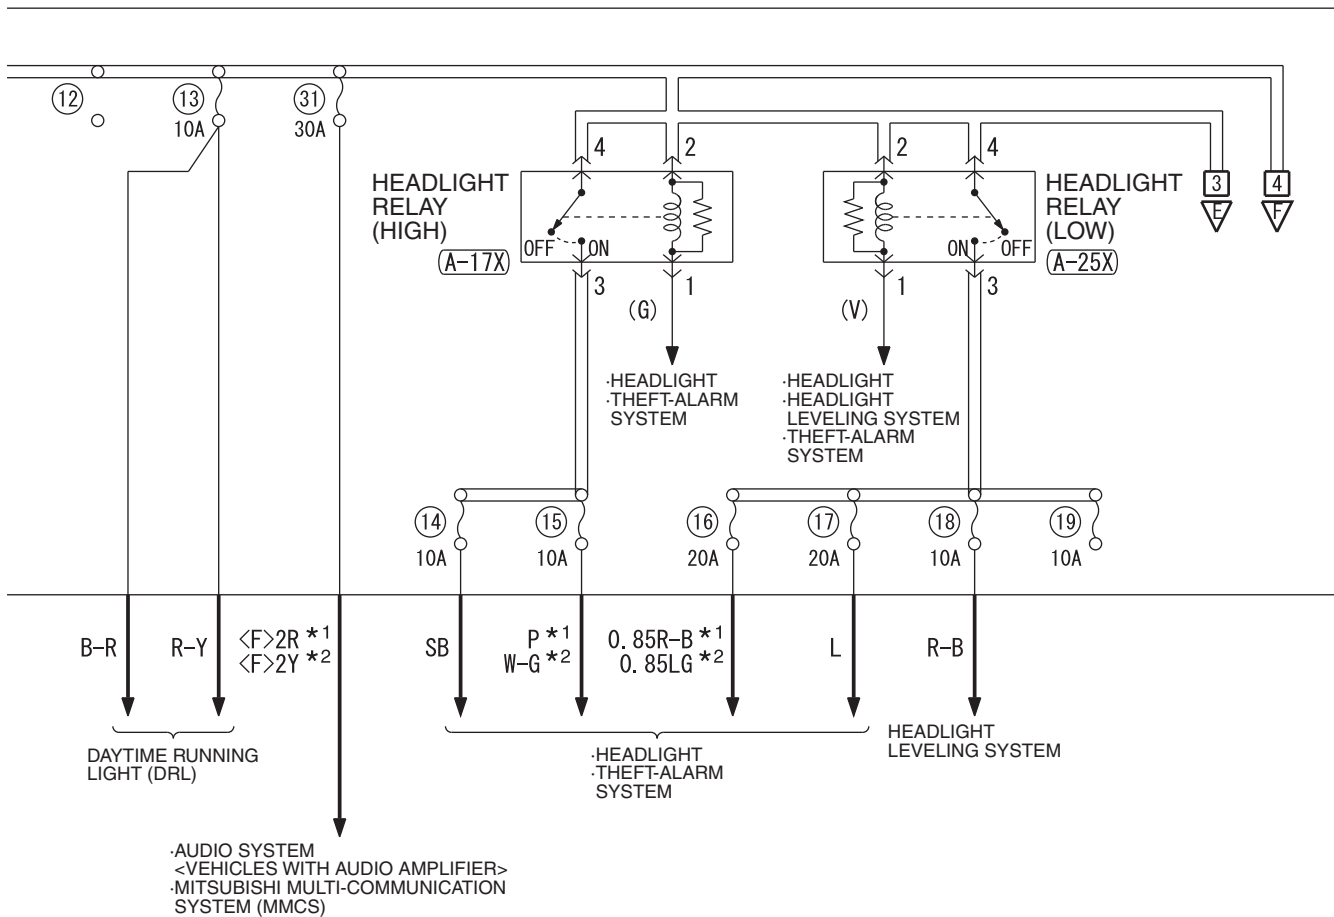 12
13
10A
31
30A
4
2
2
4
HEADLIGHT
RELAY
(HIGH)
A-17X
OFF
ON
3
1
(G)
ON
OFF
1
3
(V)
HEADLIGHT
RELAY
(LOW)
A-25X
3
E
4
F
·HEADLIGHT
·THEFT-ALARM
SYSTEM
·HEADLIGHT
·HEADLIGHT
LEVELING SYSTEM
·THEFT-ALARM
SYSTEM
14
10A
15
10A
16
20A
17
20A
18
10A
19
10A
B-R
R-Y
<F>2R *1
<F>2Y *2
SB
P *1
W-G *2
0.85R-B *1
0.85LG *2
L
R-B
DAYTIME RUNNING
LIGHT (DRL)
·HEADLIGHT
·THEFT-ALARM
SYSTEM
HEADLIGHT
LEVELING SYSTEM
·AUDIO SYSTEM
<VEHICLES WITH AUDIO AMPLIFIER>
·MITSUBISHI MULTI-COMMUNICATION
SYSTEM (MMCS)